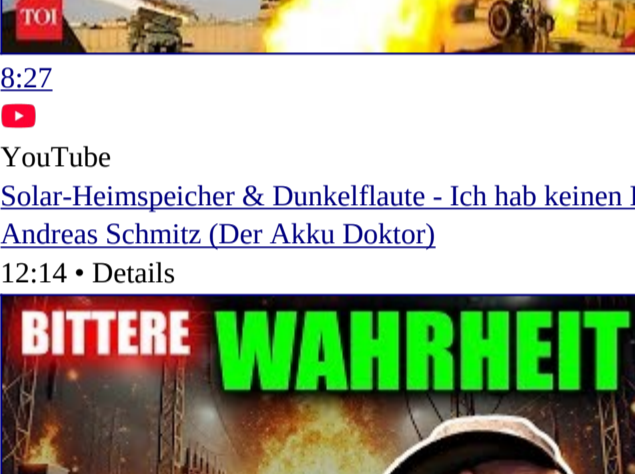 TOI
8:27
YouTube
Solar-Heimspeicher & Dunkelflaute - Ich hab keinen
Andreas Schmitz (Der Akku Doktor)
12:14 • Details
BITTERE WAHRHEIT